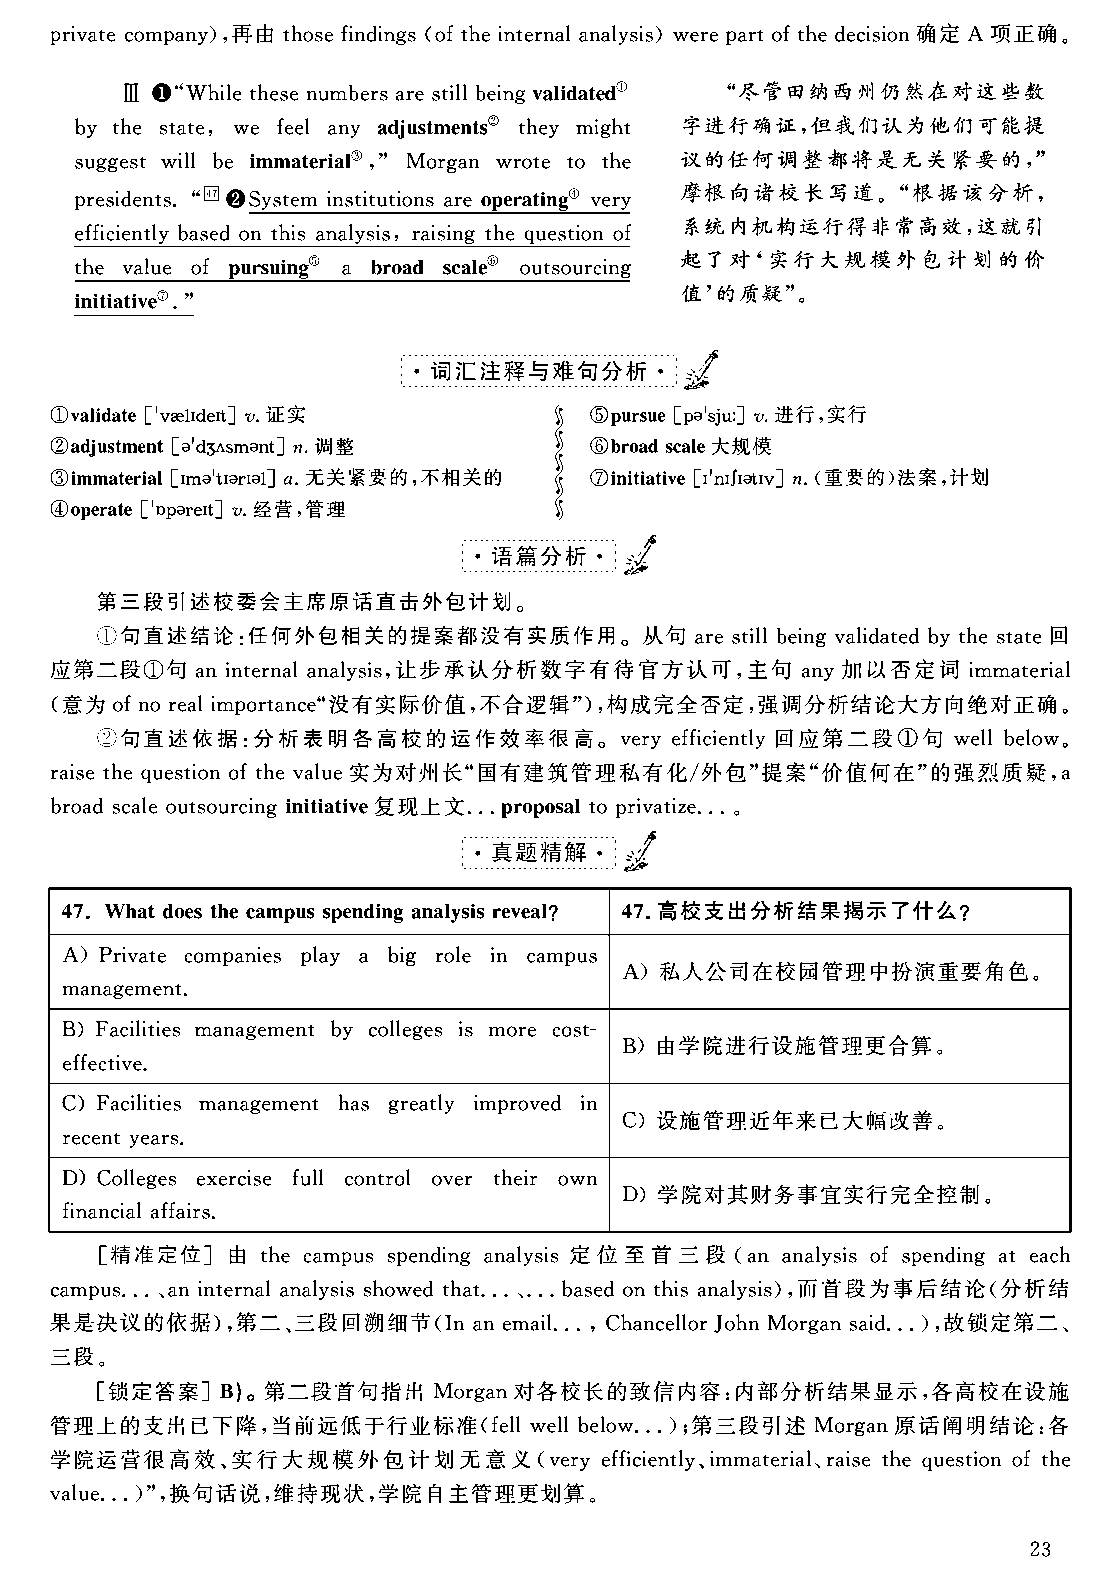 private company),再由 those findings (of the internal analysis) were part of the decision 确定 A 项正确。
Ⅲ ❶“While these numbers are still being validated①
by the state, we feel any adjustments② they might
suggest will be immaterial③,” Morgan wrote to the
presidents. “47 ❷System institutions are operating④ very
efficiently based on this analysis, raising the question of
the value of pursuing⑤ a broad scale⑥ outsourcing
initiative⑦.”
“尽管田纳西州仍然在对这些数
字进行确证,但我们认为他们可能提
议的任何调整都将是无关紧要的,”
摩根向诸校长写道。“根据该分析,
系统内机构运行得非常高效,这就引
起了对‘实行大规模外包计划的价
值’的质疑”。
·词汇注释与难句分析·
①validate [ˈvælɪdeɪt] v. 证实
②adjustment [əˈdʒʌsmənt] n. 调整
③immaterial [ɪməˈtɪərɪəl] a. 无关紧要的,不相关的
④operate [ˈɒpəreɪt] v. 经营,管理
⑤pursue [pəˈsjuː] v. 进行,实行
⑥broad scale 大规模
⑦initiative [ɪˈnɪʃɪətɪv] n. (重要的)法案,计划
·语篇分析·
第三段引述校委会主席原话直击外包计划。
①句直述结论:任何外包相关的提案都没有实质作用。从句 are still being validated by the state 回
应第二段①句 an internal analysis,让步承认分析数字有待官方认可,主句 any 加以否定词 immaterial
(意为 of no real importance“没有实际价值,不合逻辑”),构成完全否定,强调分析结论大方向绝对正确。
②句直述依据:分析表明各高校的运作效率很高。very efficiently 回应第二段①句 well below。
raise the question of the value 实为对州长“国有建筑管理私有化/外包”提案“价值何在”的强烈质疑,a
broad scale outsourcing initiative 复现上文...proposal to privatize...。
·真题精解·
47. What does the campus spending analysis reveal?
47. 高校支出分析结果揭示了什么?
A) Private companies play a big role in campus
management.
A) 私人公司在校园管理中扮演重要角色。
B) Facilities management by colleges is more cost-
effective.
B) 由学院进行设施管理更合算。
C) Facilities management has greatly improved in
recent years.
C) 设施管理近年来已大幅改善。
D) Colleges exercise full control over their own
financial affairs.
D) 学院对其财务事宜实行完全控制。
[精准定位] 由 the campus spending analysis 定位至首三段(an analysis of spending at each
campus...、an internal analysis showed that...、...based on this analysis),而首段为事后结论(分析结
果是决议的依据),第二、三段回溯细节(In an email..., Chancellor John Morgan said...),故锁定第二、
三段。
[锁定答案] B)。第二段首句指出 Morgan 对各校长的致信内容:内部分析结果显示,各高校在设施
管理上的支出已下降,当前远低于行业标准(fell well below...);第三段引述 Morgan 原话阐明结论:各
学院运营很高效、实行大规模外包计划无意义(very efficiently、immaterial、raise the question of the
value...)”,换句话说,维持现状,学院自主管理更划算。
23